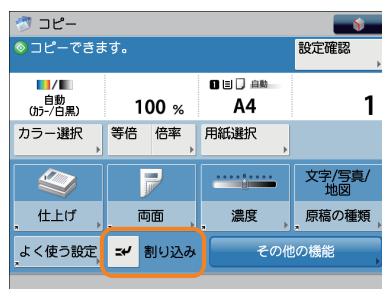 コピー
コピーできます。
設定確認
自動
(カラー/白黒)
100 %
自動
A4
1
カラー選択
等倍
倍率
用紙選択
文字/写真/
地図
仕上げ
両面
濃度
原稿の種類
よく使う設定
割り込み
その他の機能